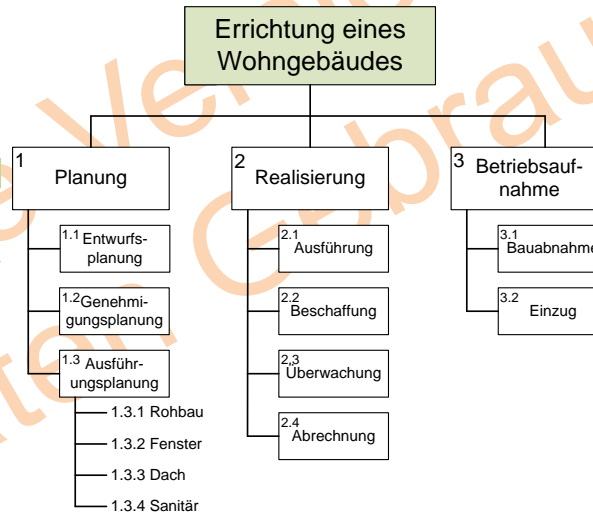 Errichtung eines
Wohngebäudes
1
Planung
1.1 Entwurfs-
planung
1.2 Genehmi-
gungsplanung
1.3 Ausführ-
ungsplanung
1.3.1 Rohbau
1.3.2 Fenster
1.3.3 Dach
1.3.4 Sanitär
2
Realisierung
2.1
Ausführung
2.2
Beschaffung
2.3
Überwachung
2.4
Abrechnung
3
Betriebsauf-
nahme
3.1
Bauabnahme
3.2
Einzug